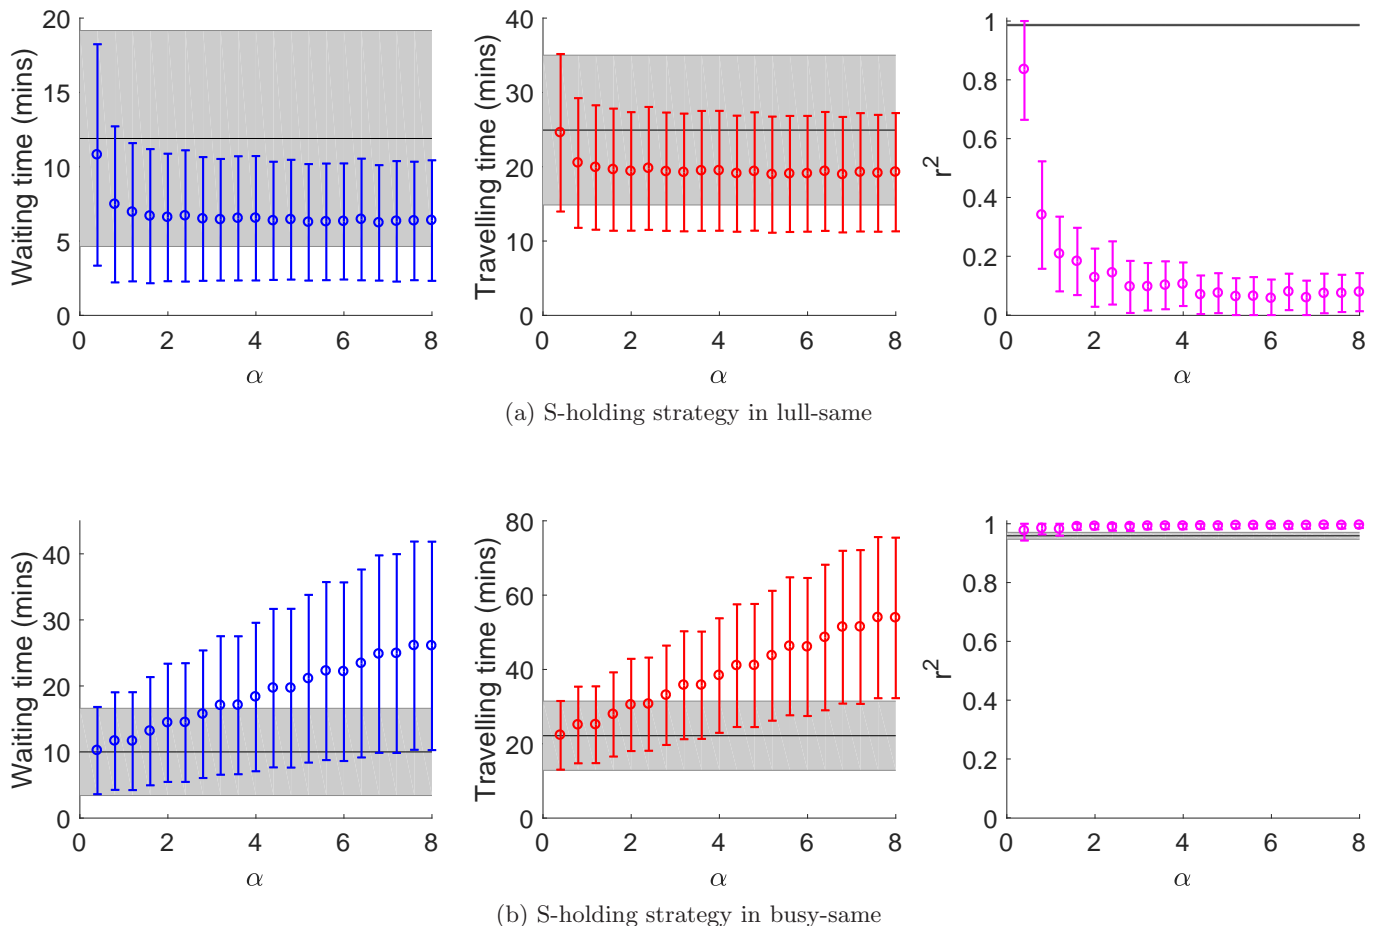 Waiting time (mins)
20
15
10
5
0
0 2 4 6 8
α
Travelling time (mins)
40
30
20
10
0
0 2 4 6 8
α
r²
1
0.8
0.6
0.4
0.2
0
0 2 4 6 8
α
(a) S-holding strategy in lull-same
Waiting time (mins)
40
30
20
10
0
0 2 4 6 8
α
Travelling time (mins)
80
60
40
20
0
0 2 4 6 8
α
r²
1
0.8
0.6
0.4
0.2
0
0 2 4 6 8
α
(b) S-holding strategy in busy-same